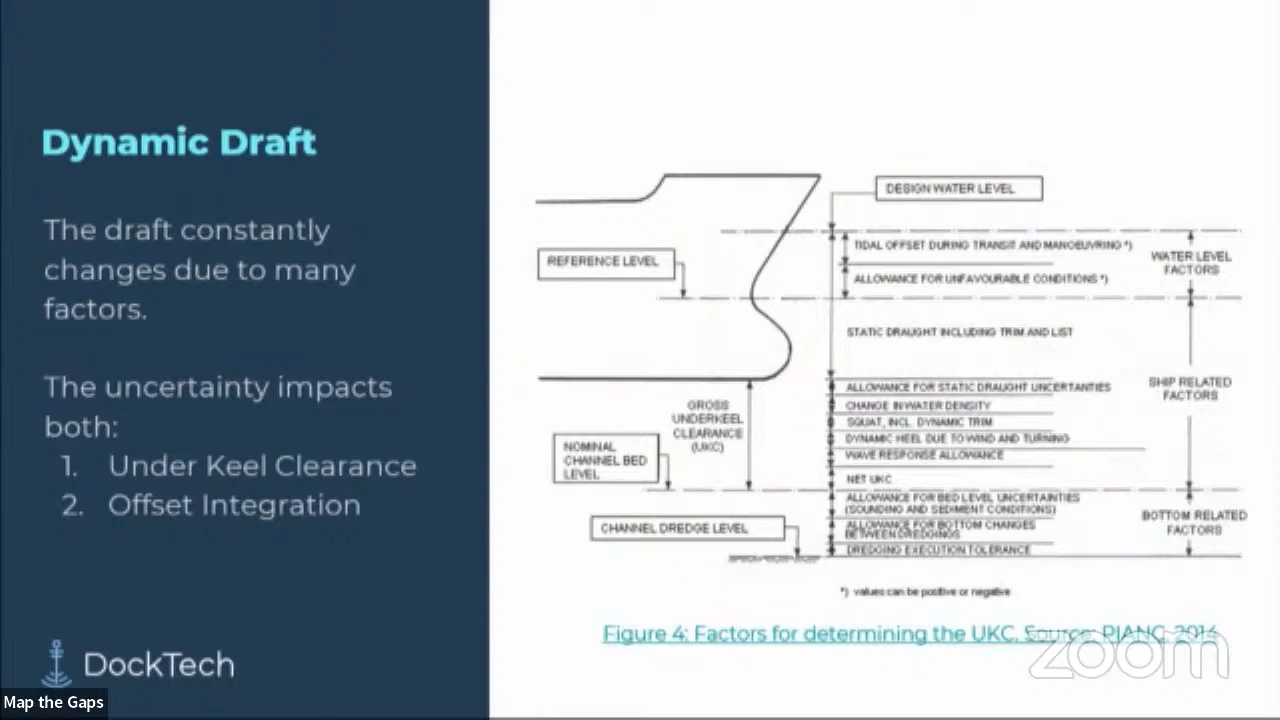 Dynamic Draft
The draft constantly
changes due to many
factors.
The uncertainty impacts
both:
1. Under Keel Clearance
2. Offset Integration
DockTech
Map the Gaps
DESIGN WATER LEVEL
REFERENCE LEVEL
TIDAL OFFSET DURING TRANSIT AND MANOEUVRING *)
ALLOWANCE FOR UNFAVOURABLE CONDITIONS *)
WATER LEVEL
FACTORS
STATIC DRAUGHT INCLUDING TRIM AND LIST
ALLOWANCE FOR STATIC DRAUGHT UNCERTANTIES
CHANGE IN WATER DENSITY
SQUAT, INCL. DYNAMIC TRIM
DYNAMIC HEEL DUE TO WIND AND TURNING
WAVE RESPONSE ALLOWANCE
NET UKC
SHIP RELATED
FACTORS
GROSS
UNDERKEEL
CLEARANCE
(UKC)
NOMINAL
CHANNEL BED
LEVEL
ALLOWANCE FOR BED LEVEL UNCERTAINTIES
(SOUNDING AND SEDIMENT CONDITIONS)
ALLOWANCE FOR BOTTOM CHANGES
BETWEEN DREDGINGS
DREDGING EXECUTION TOLERANCE
BOTTOM RELATED
FACTORS
CHANNEL DREDGE LEVEL
*) values can be positive or negative
Figure 4: Factors for determining the UKC. Source: PIANC, 2014
zoom